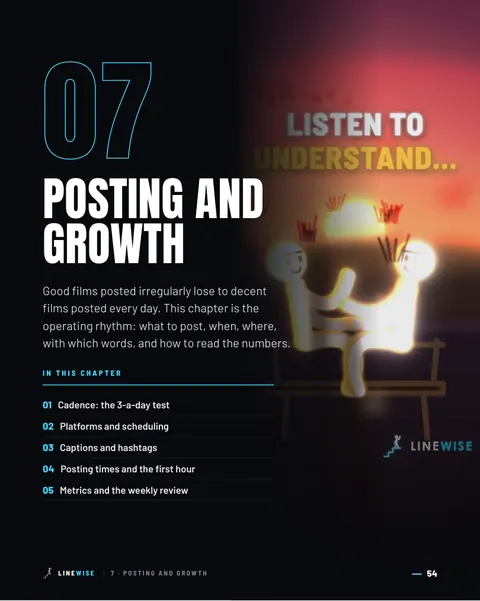 07
LISTEN TO
UNDERSTAND...
POSTING AND
GROWTH
Good films posted irregularly lose to decent
films posted every day. This chapter is the
operating rhythm: what to post, when, where,
with which words, and how to read the numbers.
IN THIS CHAPTER
01 Cadence: the 3-a-day test
02 Platforms and scheduling
03 Captions and hashtags
04 Posting times and the first hour
05 Metrics and the weekly review
LINEWISE
LINEWISE 7 · POSTING AND GROWTH
54